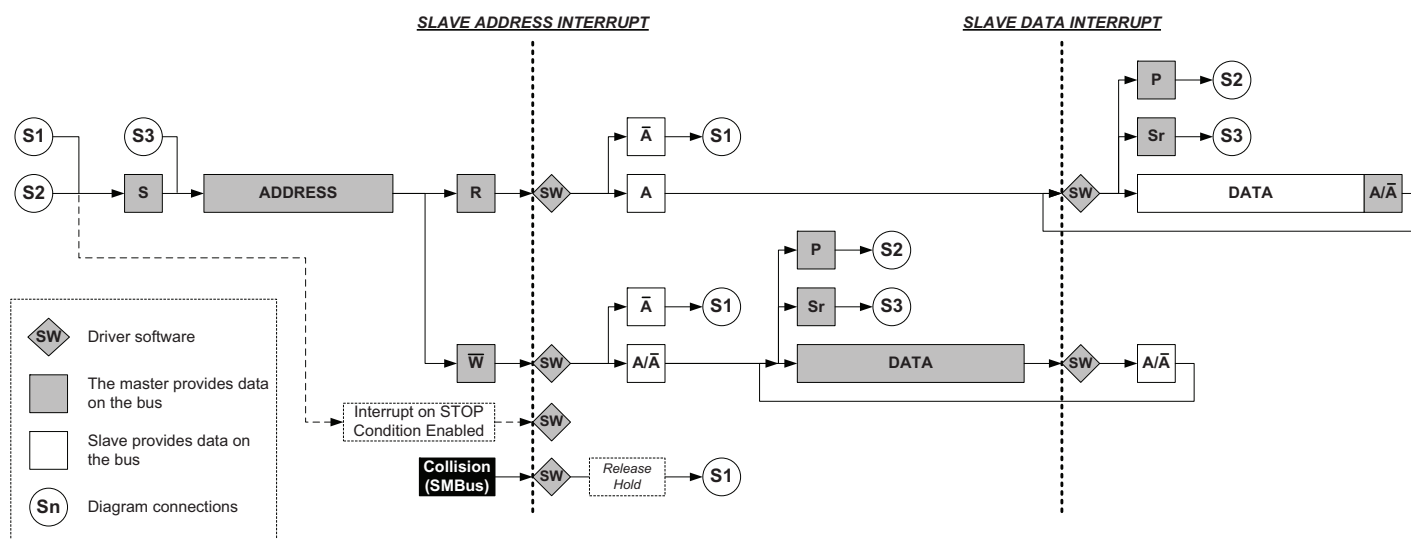 SLAVE ADDRESS INTERRUPT
SLAVE DATA INTERRUPT
P
S2
S1
S3
A̅
S1
Sr
S3
S2
S
ADDRESS
R
SW
A
SW
DATA
A/A̅
P
S2
A̅
S1
Sr
S3
W̅
SW
A/A̅
DATA
SW
A/A̅
Interrupt on STOP
Condition Enabled
SW
Collision
(SMBus)
SW
Release
Hold
S1
SW
Driver software
The master provides data
on the bus
Slave provides data on
the bus
Sn
Diagram connections